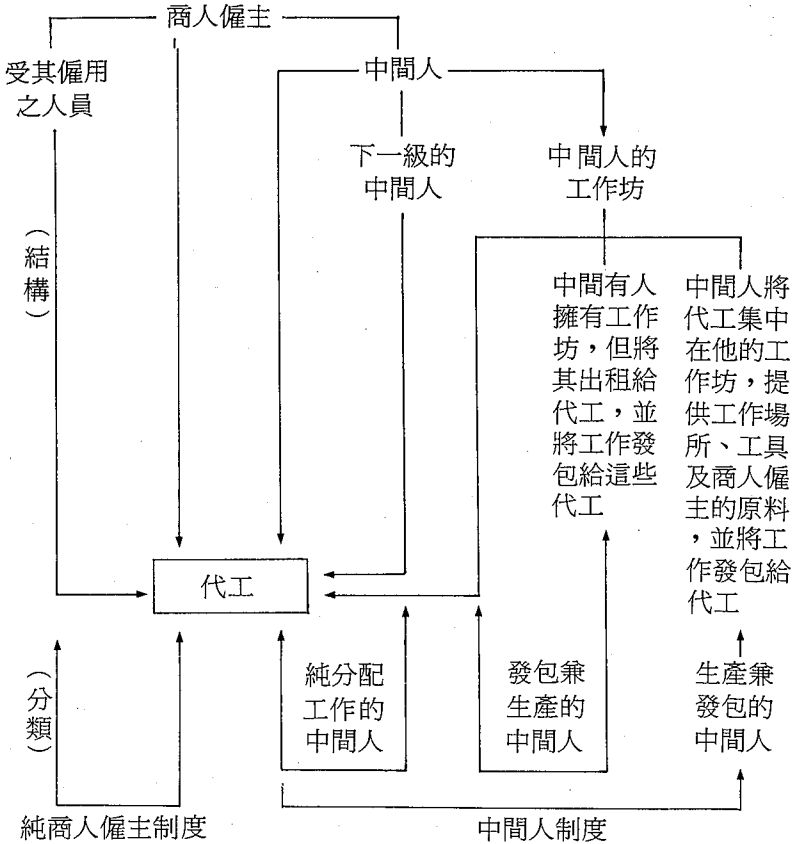 商人僱主
受其僱用
之人員
中間人
下一級的
中間人
中間人的
工作坊
（結構）
中間有人
擁有工作
坊，但將
其出租給
代工，並
將工作發
包給這些
代工
中間人將
代工集中
在他的工
作坊，提
供工作場
所、工具
及商人僱
主的原料
，並將工
作發包給
代工
代工
（分類）
純分配
工作的
中間人
發包兼
生產的
中間人
生產兼
發包的
中間人
純商人僱主制度
中間人制度